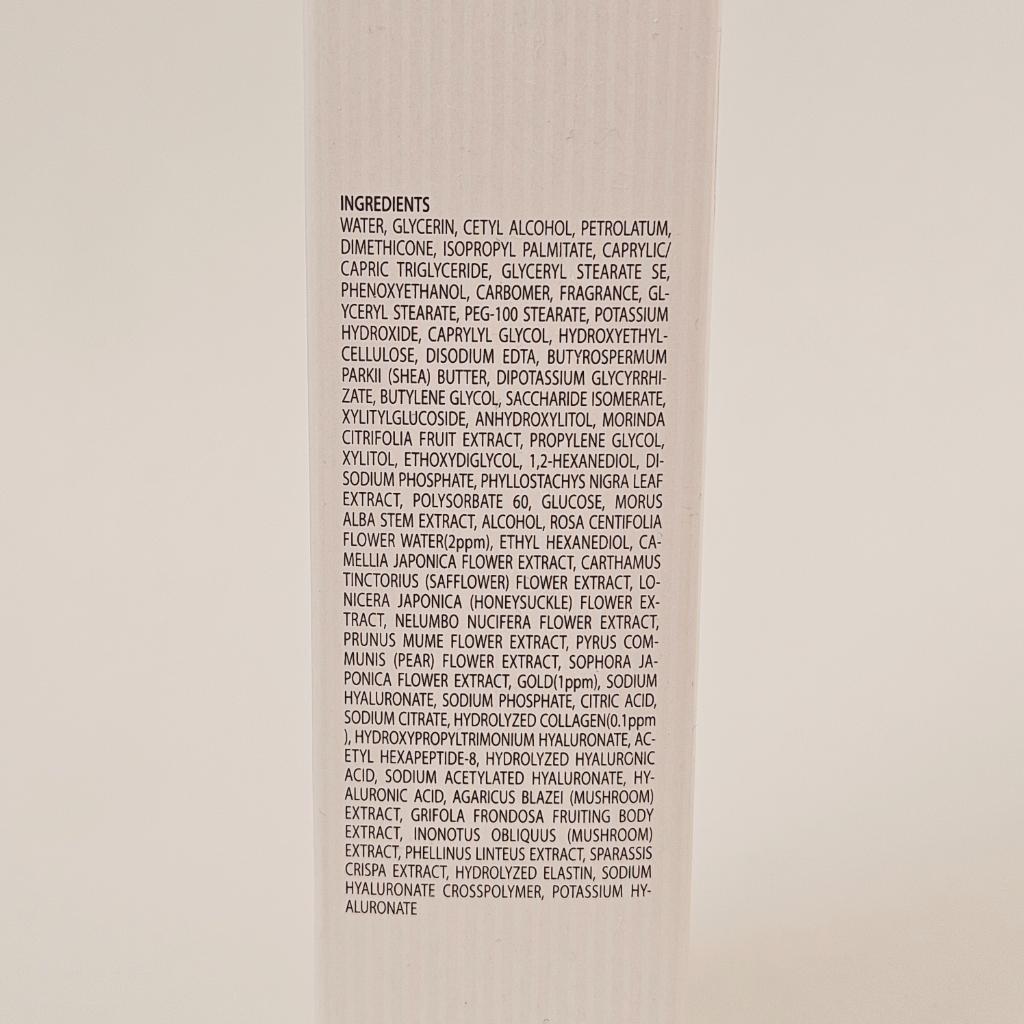 INGREDIENTS
WATER, GLYCERIN, CETYL ALCOHOL, PETROLATUM,
DIMETHICONE, ISOPROPYL PALMITATE, CAPRYLIC/
CAPRIC TRIGLYCERIDE, GLYCERYL STEARATE SE,
PHENOXYETHANOL, CARBOMER, FRAGRANCE, GL-
YCERYL STEARATE, PEG-100 STEARATE, POTASSIUM
HYDROXIDE, CAPRYLYL GLYCOL, HYDROXYETHYL-
CELLULOSE, DISODIUM EDTA, BUTYROSPERMUM
PARKII (SHEA) BUTTER, DIPOTASSIUM GLYCYRRHI-
ZATE, BUTYLENE GLYCOL, SACCHARIDE ISOMERATE,
XYLITYLGLUCOSIDE, ANHYDROXYLITOL, MORINDA
CITRIFOLIA FRUIT EXTRACT, PROPYLENE GLYCOL,
XYLITOL, ETHOXYDIGLYCOL, 1,2-HEXANEDIOL, DI-
SODIUM PHOSPHATE, PHYLLOSTACHYS NIGRA LEAF
EXTRACT, POLYSORBATE 60, GLUCOSE, MORUS
ALBA STEM EXTRACT, ALCOHOL, ROSA CENTIFOLIA
FLOWER WATER(2ppm), ETHYL HEXANEDIOL, CA-
MELLIA JAPONICA FLOWER EXTRACT, CARTHAMUS
TINCTORIUS (SAFFLOWER) FLOWER EXTRACT, LO-
NICERA JAPONICA (HONEYSUCKLE) FLOWER EX-
TRACT, NELUMBO NUCIFERA FLOWER EXTRACT,
PRUNUS MUME FLOWER EXTRACT, PYRUS COM-
MUNIS (PEAR) FLOWER EXTRACT, SOPHORA JA-
PONICA FLOWER EXTRACT, GOLD(1ppm), SODIUM
HYALURONATE, SODIUM PHOSPHATE, CITRIC ACID,
SODIUM CITRATE, HYDROLYZED COLLAGEN(0.1ppm
), HYDROXYPROPYLTRIMONIUM HYALURONATE, AC-
ETYL HEXAPEPTIDE-8, HYDROLYZED HYALURONIC
ACID, SODIUM ACETYLATED HYALURONATE, HY-
ALURONIC ACID, AGARICUS BLAZEI (MUSHROOM)
EXTRACT, GRIFOLA FRONDOSA FRUITING BODY
EXTRACT, INONOTUS OBLIQUUS (MUSHROOM)
EXTRACT, PHELLINUS LINTEUS EXTRACT, SPARASSIS
CRISPA EXTRACT, HYDROLYZED ELASTIN, SODIUM
HYALURONATE CROSSPOLYMER, POTASSIUM HY-
ALURONATE